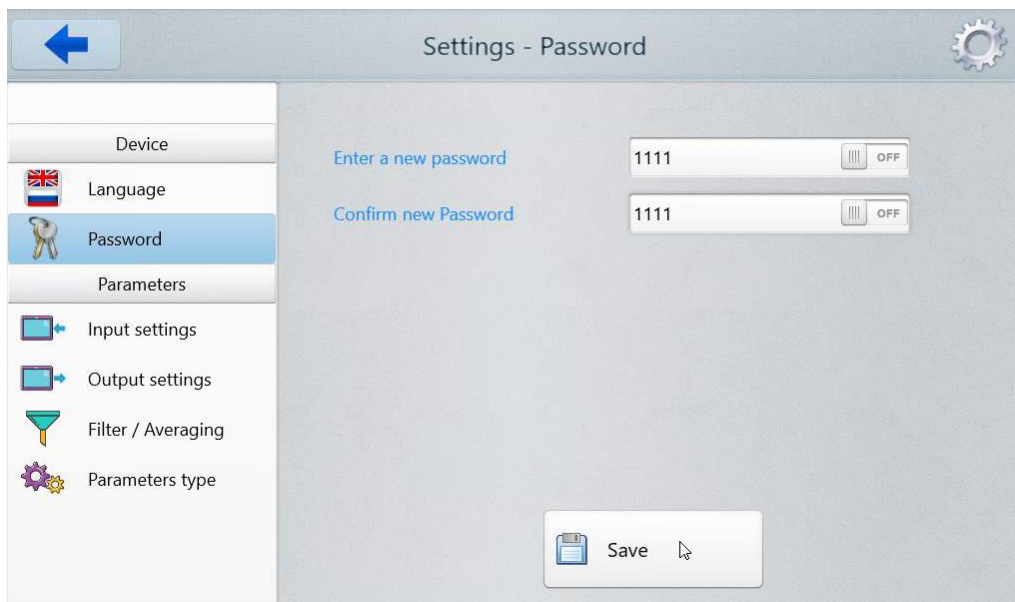 Settings - Password
Device
Language
Password
Parameters
Input settings
Output settings
Filter / Averaging
Parameters type
Enter a new password
1111
OFF
Confirm new Password
1111
OFF
Save